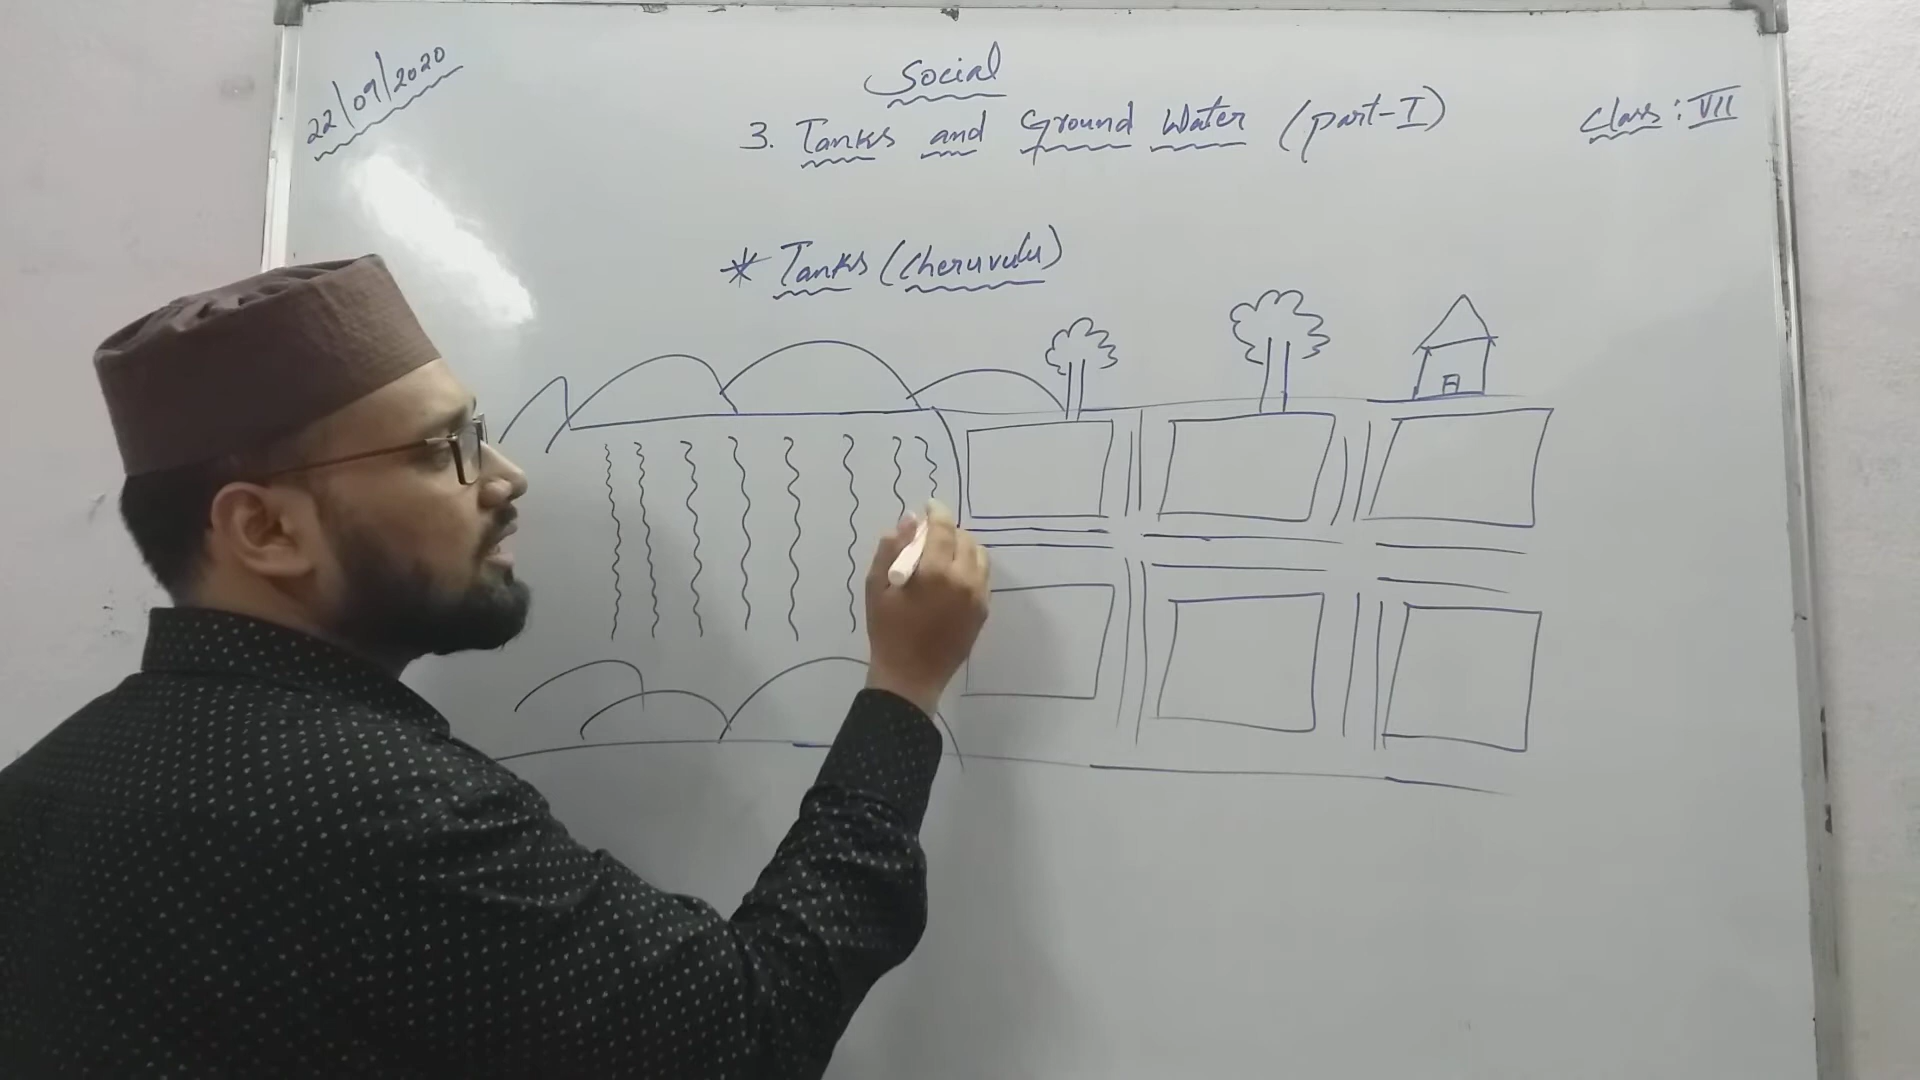 22/09/2020
Social
3. Tanks and Ground Water (part-I)
Class: VII
* Tanks (Cheruvulu)